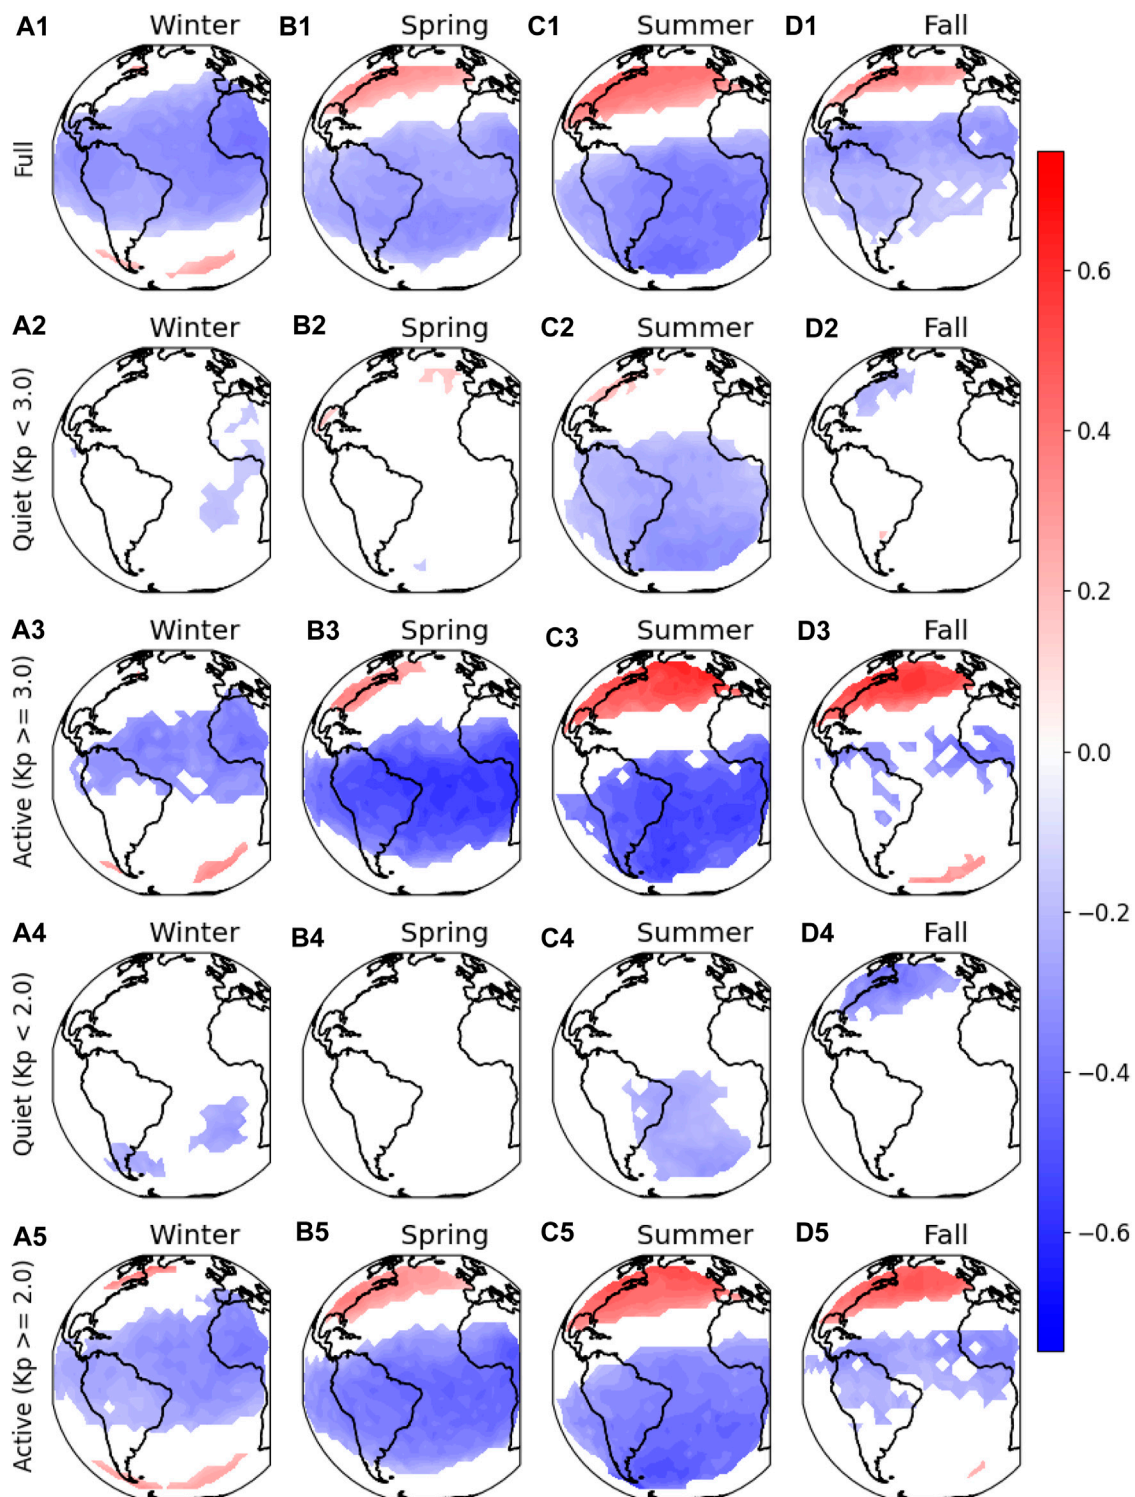 A1 Winter B1 Spring C1 Summer D1 Fall
Full
A2 Winter B2 Spring C2 Summer D2 Fall
Quiet (Kp < 3.0)
A3 Winter B3 Spring C3 Summer D3 Fall
Active (Kp >= 3.0)
A4 Winter B4 Spring C4 Summer D4 Fall
Quiet (Kp < 2.0)
A5 Winter B5 Spring C5 Summer D5 Fall
Active (Kp >= 2.0)
0.6
0.4
0.2
0.0
−0.2
−0.4
−0.6